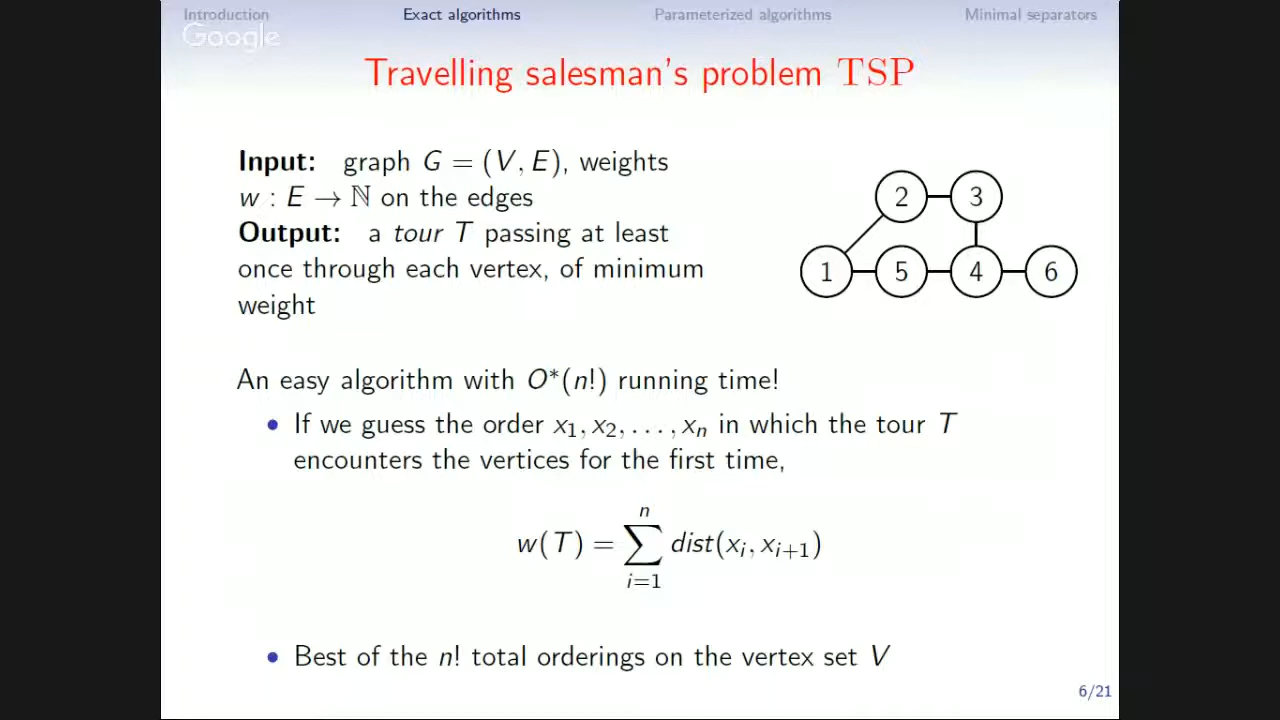 Introduction Exact algorithms Parameterized algorithms Minimal separators
Google
Travelling salesman's problem TSP
Input: graph G = (V, E), weights
w : E → ℕ on the edges
Output: a tour T passing at least
once through each vertex, of minimum
weight
2 3
1 5 4 6
An easy algorithm with O*(n!) running time!
• If we guess the order x₁, x₂, . . . , xₙ in which the tour T
encounters the vertices for the first time,
w(T) = ∑ᵢ₌₁ⁿ dist(xᵢ, xᵢ₊₁)
• Best of the n! total orderings on the vertex set V
6/21